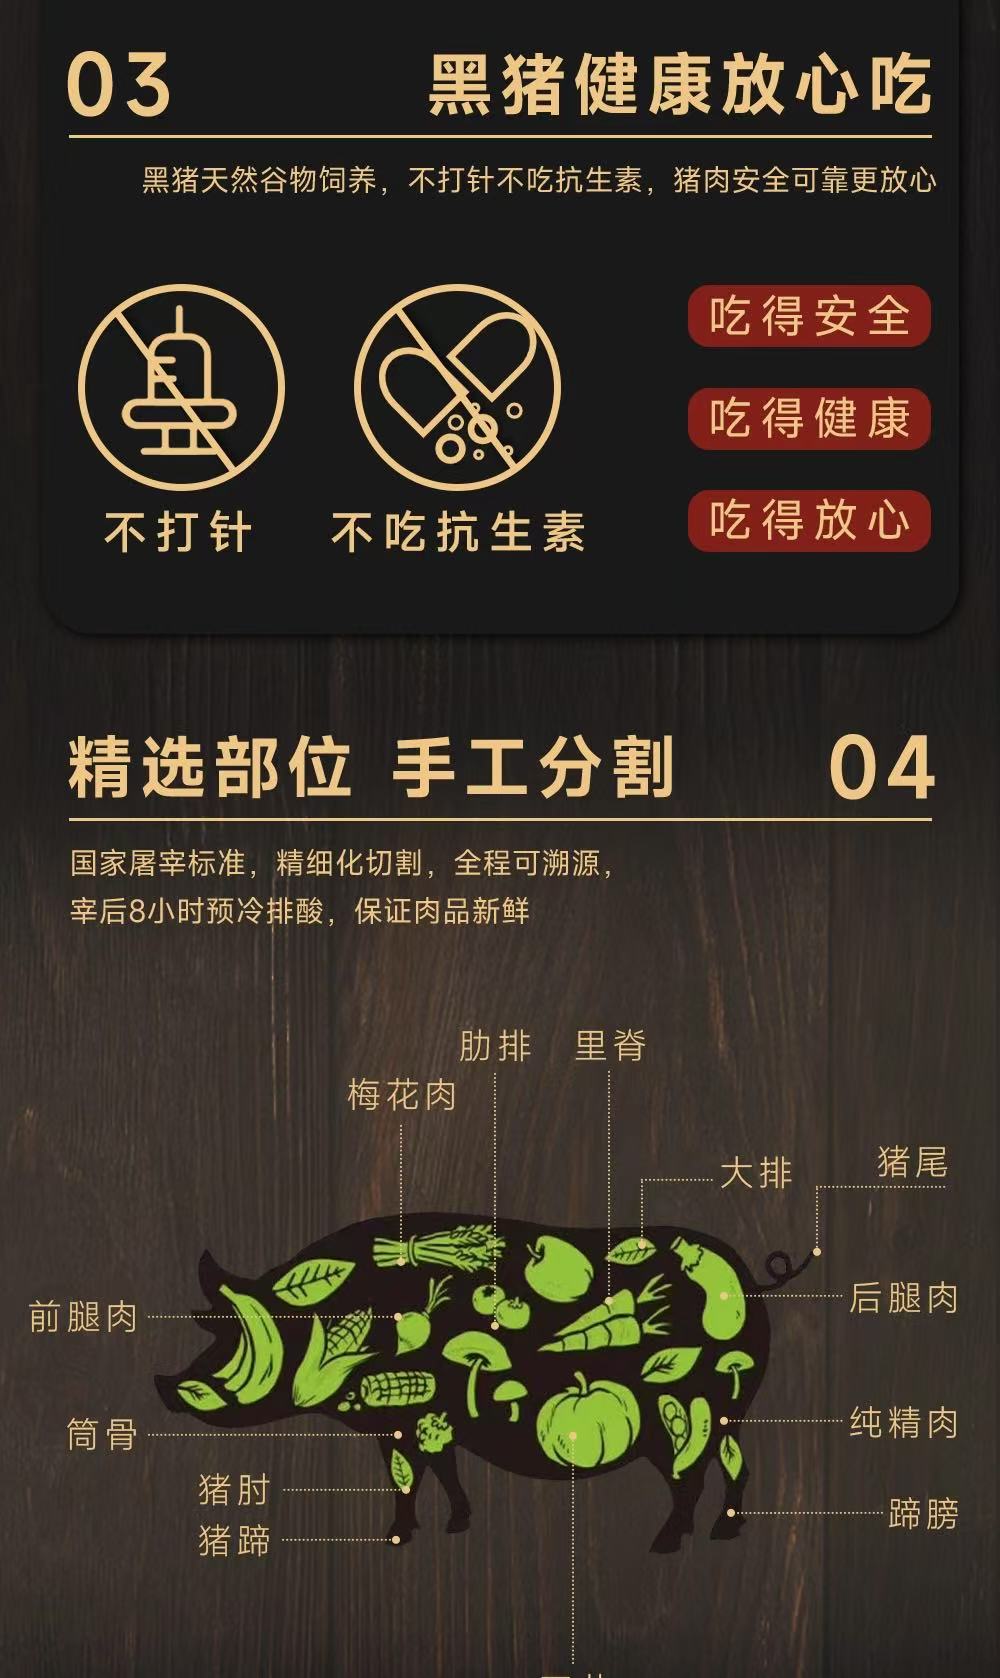 03
黑猪健康放心吃
黑猪天然谷物饲养，不打针不吃抗生素，猪肉安全可靠更放心
吃得安全
吃得健康
吃得放心
不打针
不吃抗生素
精选部位 手工分割
04
国家屠宰标准，精细化切割，全程可溯源，
宰后8小时预冷排酸，保证肉品新鲜
肋排
里脊
梅花肉
大排
猪尾
前腿肉
后腿肉
筒骨
纯精肉
猪肘
猪蹄
蹄膀